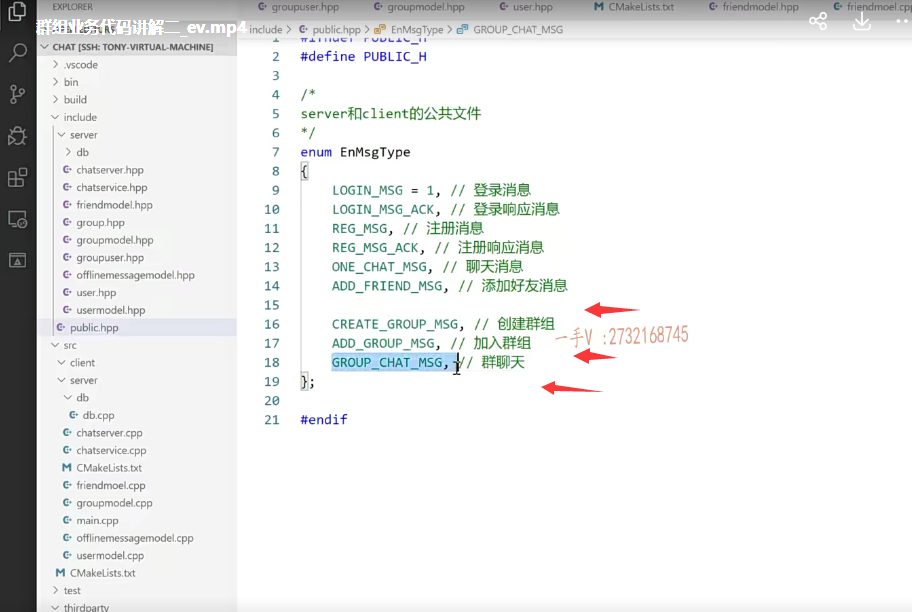 EXPLORER
groupuser.hpp
groupmodel.hpp
user.hpp
CMakeLists.txt
friendmodel.hpp
friendmoel.cp
群组业务代码讲解二_ev.mp4
include > public.hpp > EnMsgType > GROUP_CHAT_MSG
CHAT [SSH: TONY-VIRTUAL-MACHINE]
.vscode
bin
build
include
server
db
chatserver.hpp
chatservice.hpp
friendmodel.hpp
group.hpp
groupmodel.hpp
groupuser.hpp
offlinemessagemodel.hpp
user.hpp
usermodel.hpp
public.hpp
src
client
server
db
db.cpp
chatserver.cpp
chatservice.cpp
CMakeLists.txt
friendmoel.cpp
groupmodel.cpp
main.cpp
offlinemessagemodel.cpp
usermodel.cpp
CMakeLists.txt
test
thirdparty
1 #ifndef PUBLIC_H
2 #define PUBLIC_H
3
4 /*
5 server和client的公共文件
6 */
7 enum EnMsgType
8 {
9 LOGIN_MSG = 1, // 登录消息
10 LOGIN_MSG_ACK, // 登录响应消息
11 REG_MSG, // 注册消息
12 REG_MSG_ACK, // 注册响应消息
13 ONE_CHAT_MSG, // 聊天消息
14 ADD_FRIEND_MSG, // 添加好友消息
15
16 CREATE_GROUP_MSG, // 创建群组
17 ADD_GROUP_MSG, // 加入群组
一手V :2732168745
18 GROUP_CHAT_MSG, // 群聊天
19 };
20
21 #endif